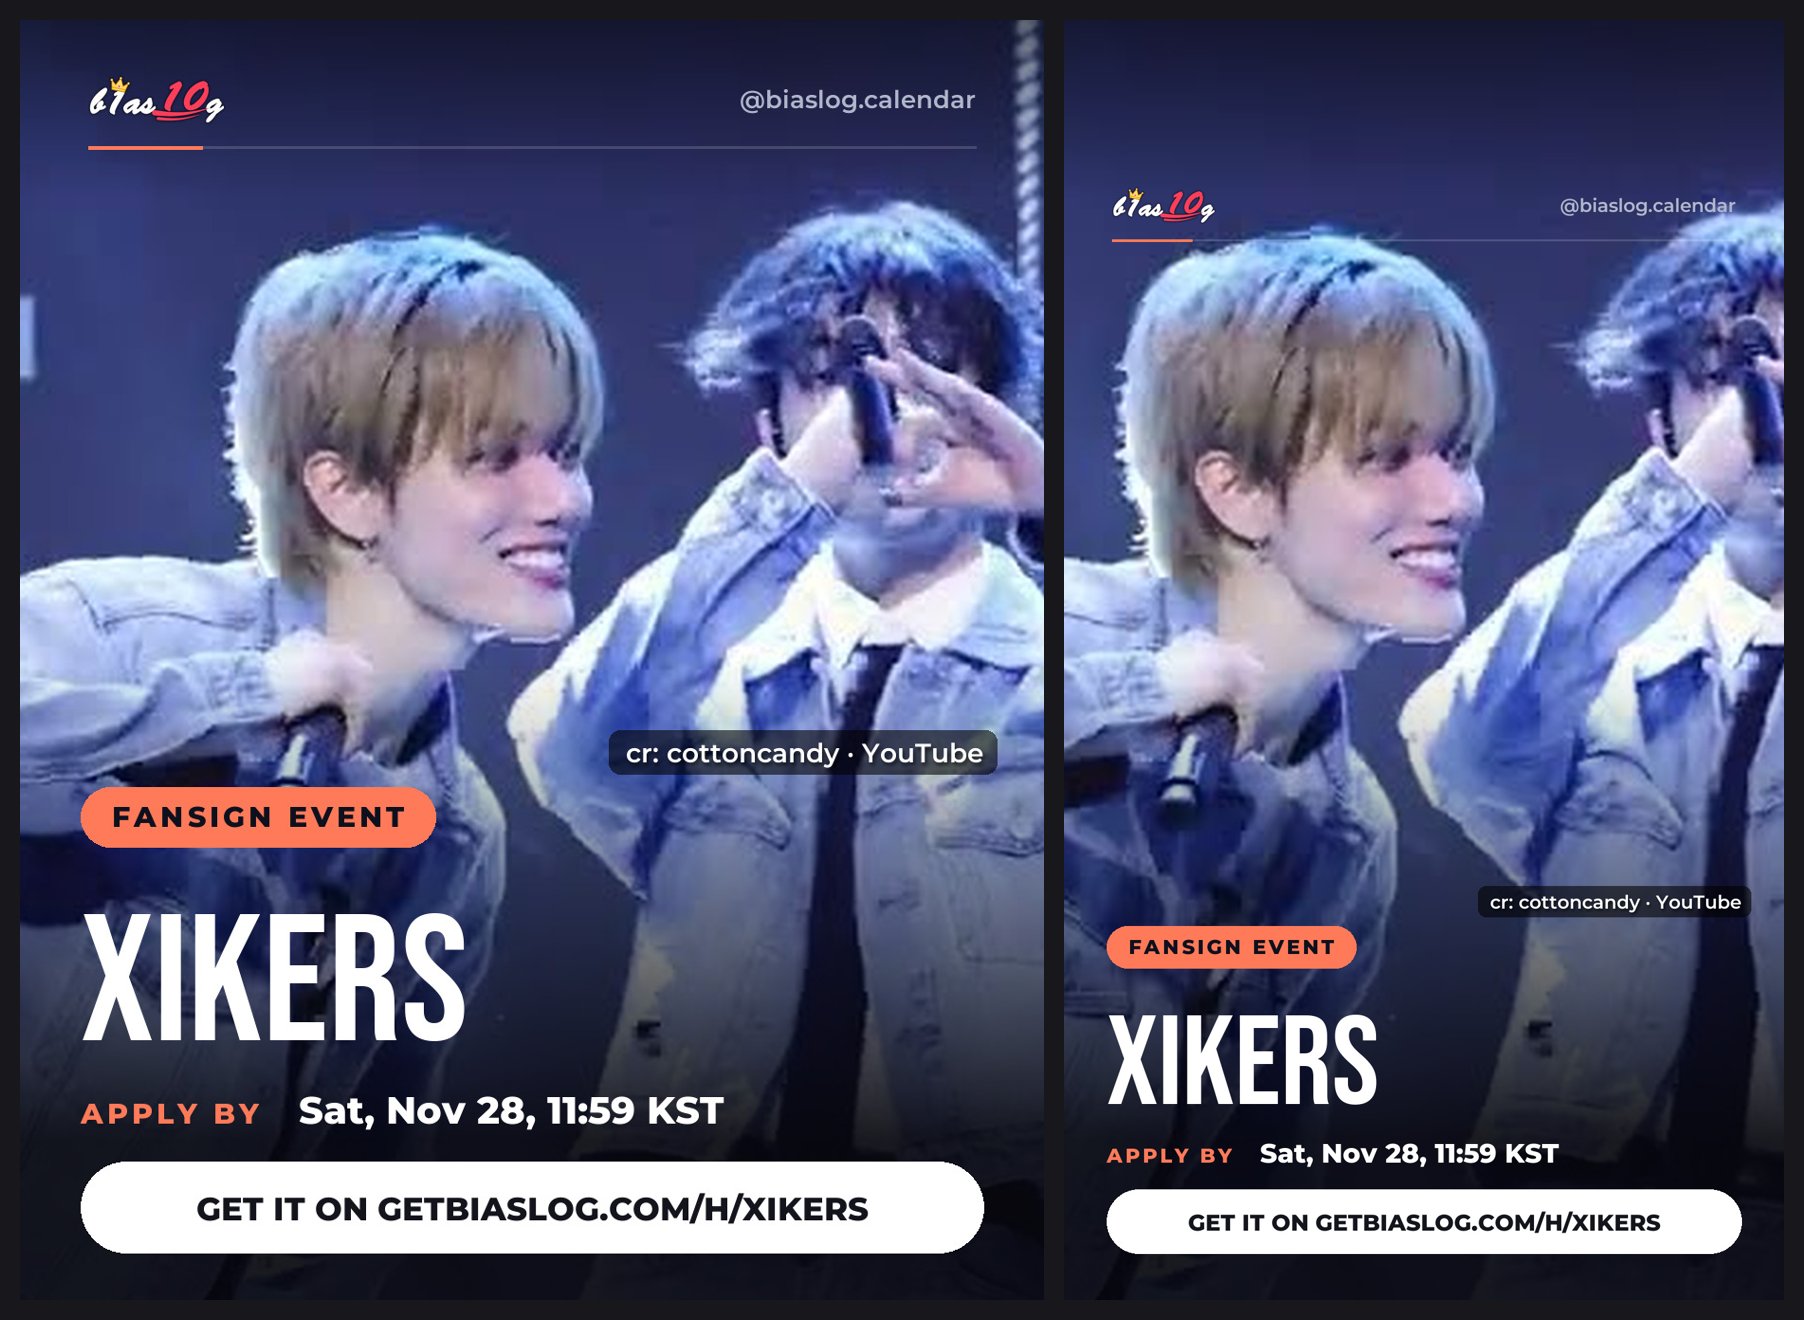 b1as10g
@biaslog.calendar
cr: cottoncandy · YouTube
FANSIGN EVENT
XIKERS
APPLY BY Sat, Nov 28, 11:59 KST
GET IT ON GETBIASLOG.COM/H/XIKERS
b1as10g
@biaslog.calendar
cr: cottoncandy · YouTube
FANSIGN EVENT
XIKERS
APPLY BY Sat, Nov 28, 11:59 KST
GET IT ON GETBIASLOG.COM/H/XIKERS